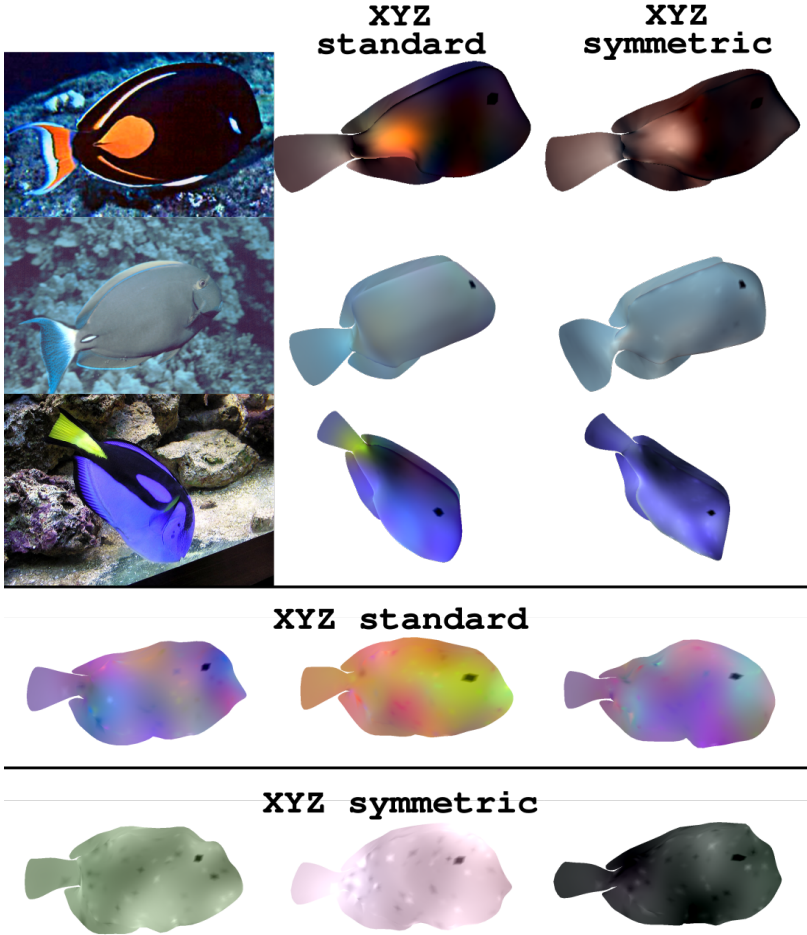 XYZ
standard
XYZ
symmetric
XYZ standard
XYZ symmetric